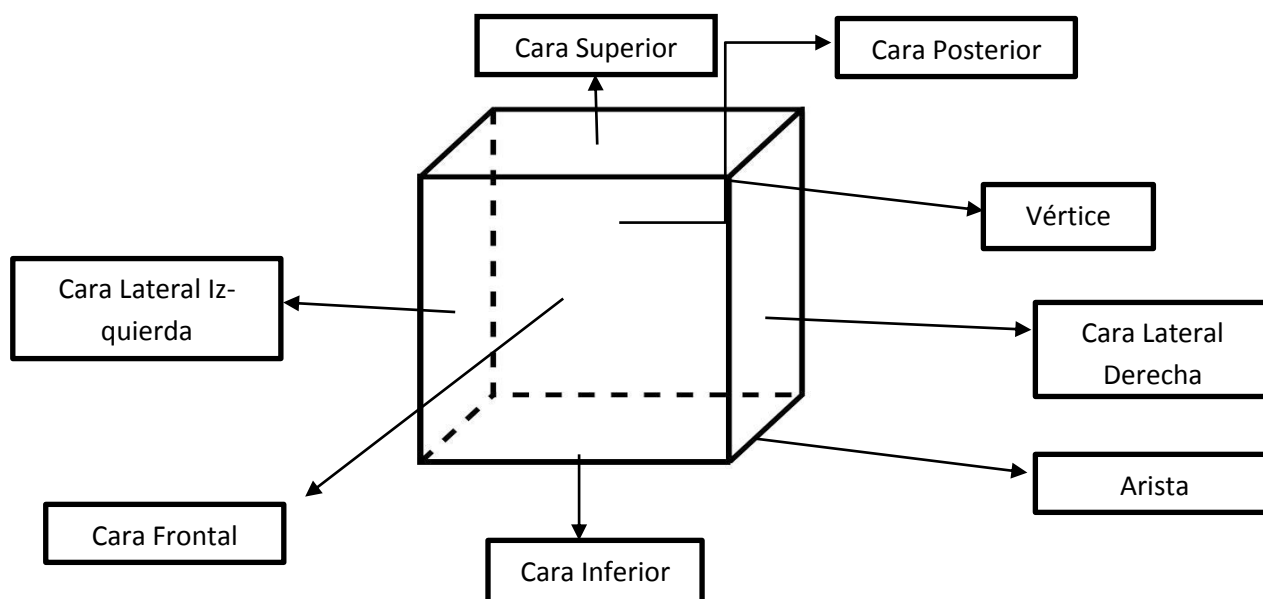 Cara Superior
Cara Posterior
Vértice
Cara Lateral Iz-
quierda
Cara Lateral
Derecha
Arista
Cara Frontal
Cara Inferior